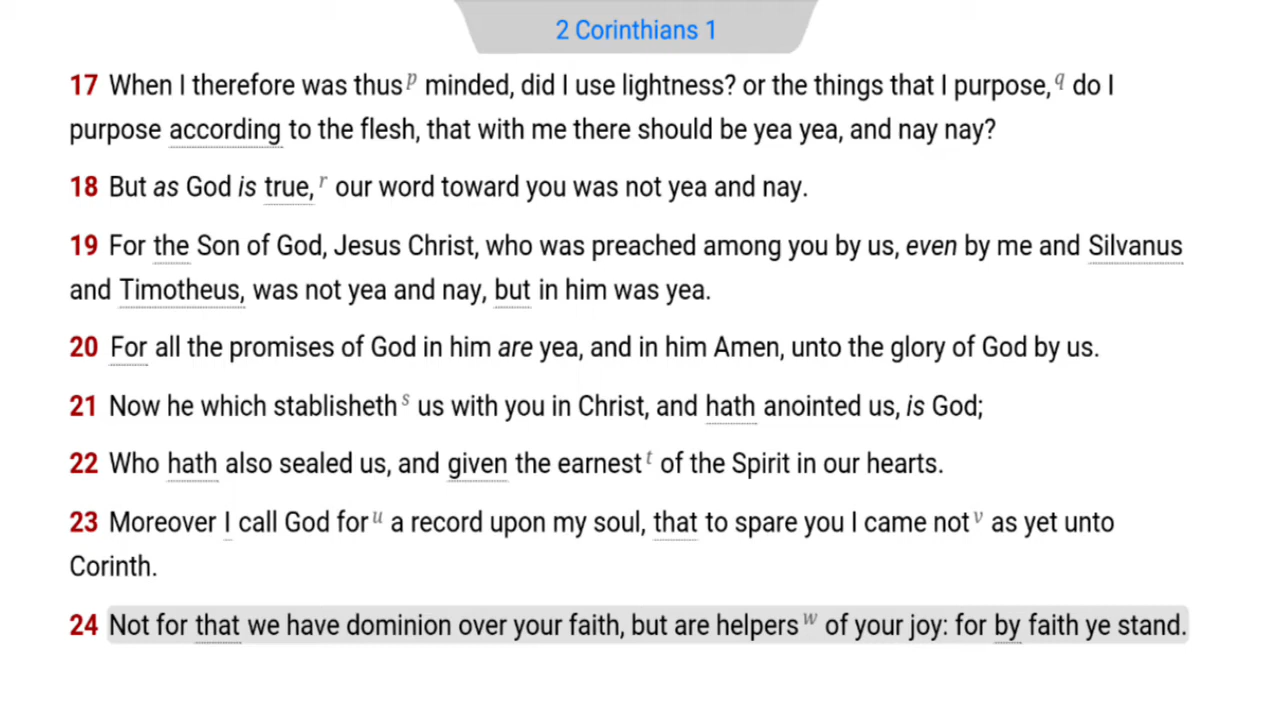 2 Corinthians 1
17 When I therefore was thus p minded, did I use lightness? or the things that I purpose, q do I
purpose according to the flesh, that with me there should be yea yea, and nay nay?
18 But as God is true, r our word toward you was not yea and nay.
19 For the Son of God, Jesus Christ, who was preached among you by us, even by me and Silvanus
and Timotheus, was not yea and nay, but in him was yea.
20 For all the promises of God in him are yea, and in him Amen, unto the glory of God by us.
21 Now he which stablisheth s us with you in Christ, and hath anointed us, is God;
22 Who hath also sealed us, and given the earnest t of the Spirit in our hearts.
23 Moreover I call God for u a record upon my soul, that to spare you I came not v as yet unto
Corinth.
24 Not for that we have dominion over your faith, but are helpers w of your joy: for by faith ye stand.